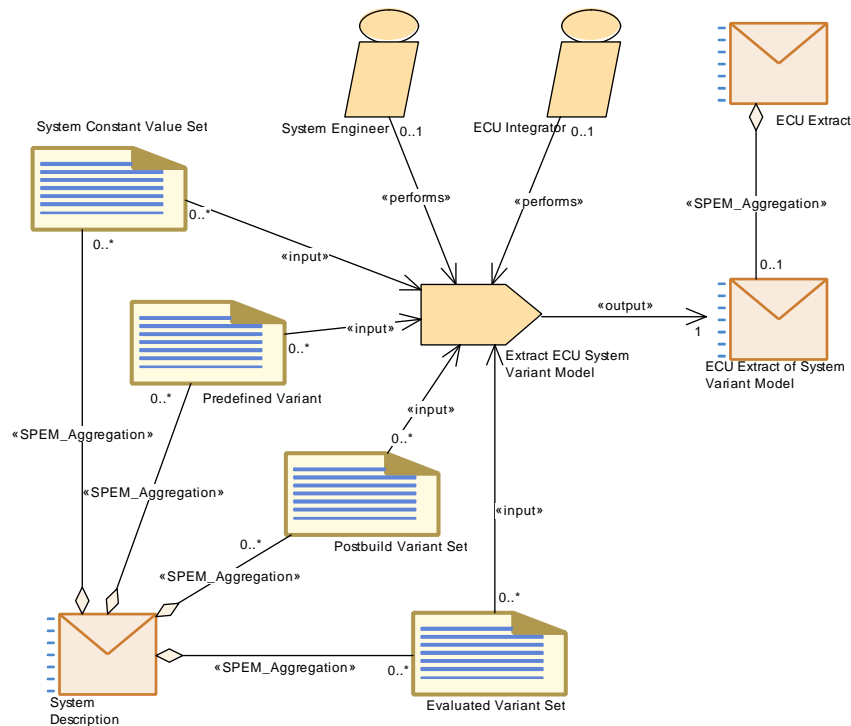 System Constant Value Set
System Engineer
0..1
ECU Integrator
0..1
ECU Extract
«performs»
«performs»
«SPEM_Aggregation»
0..*
0..*
«input»
0..1
«output»
1
«input»
0..*
Extract ECU System
Variant Model
ECU Extract of System
Variant Model
0..*
Predefined Variant
«input»
«SPEM_Aggregation»
0..*
«SPEM_Aggregation»
«input»
0..*
Postbuild Variant Set
«SPEM_Aggregation»
0..*
«SPEM_Aggregation»
0..*
System
Description
Evaluated Variant Set